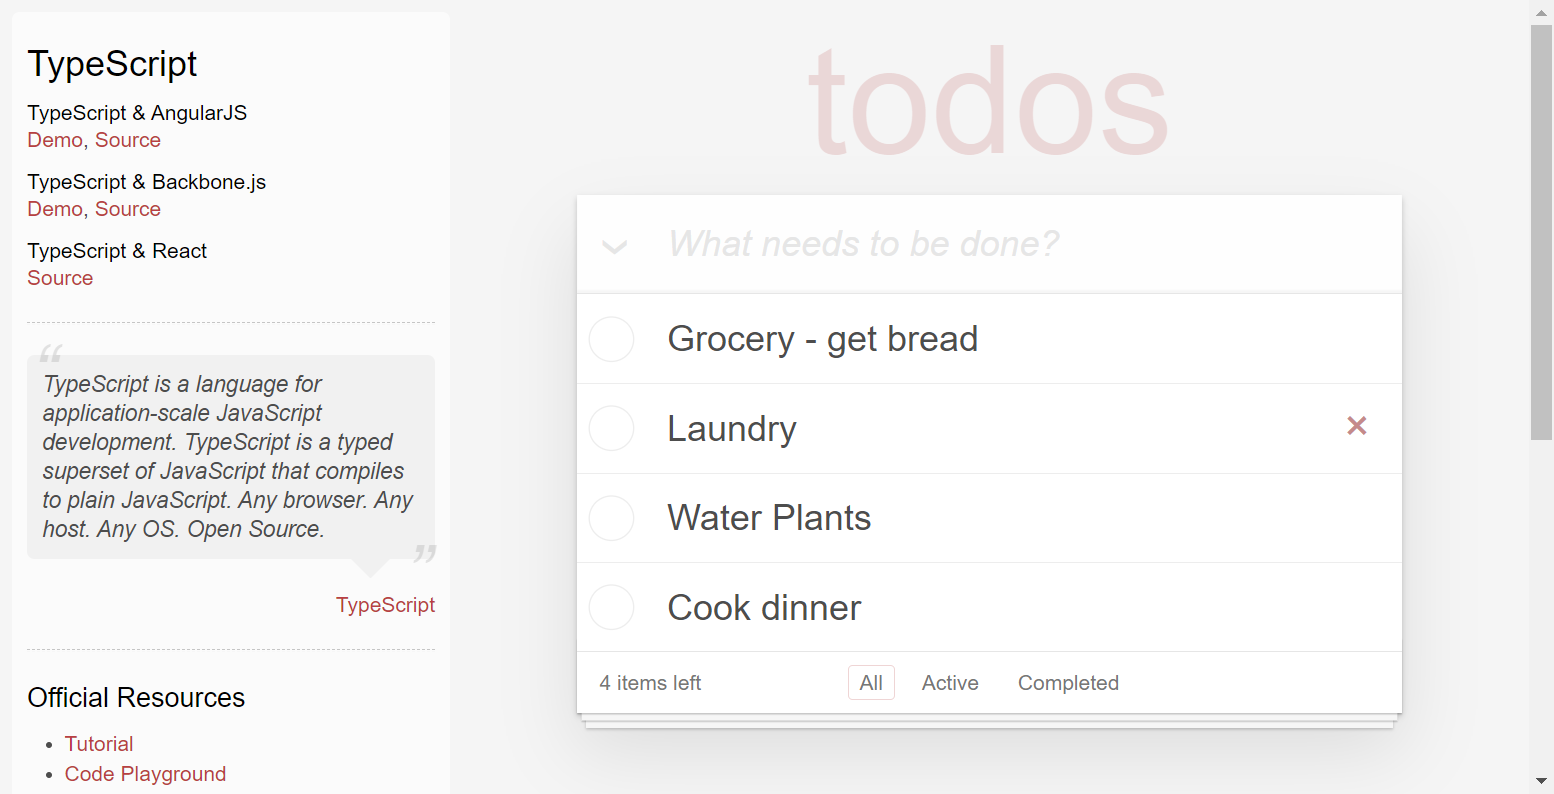 TypeScript
TypeScript & AngularJS
Demo, Source
TypeScript & Backbone.js
Demo, Source
TypeScript & React
Source
“
TypeScript is a language for
application-scale JavaScript
development. TypeScript is a typed
superset of JavaScript that compiles
to plain JavaScript. Any browser. Any
host. Any OS. Open Source.
”
TypeScript
Official Resources
• Tutorial
• Code Playground
todos
What needs to be done?
Grocery - get bread
Laundry
Water Plants
Cook dinner
4 items left All Active Completed